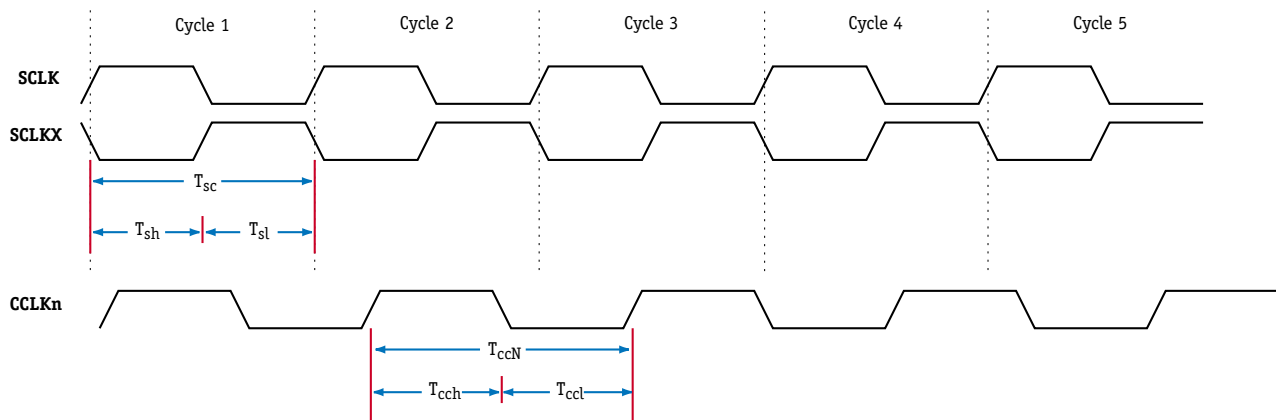 Cycle 1 Cycle 2 Cycle 3 Cycle 4 Cycle 5
SCLK
SCLKX
Tsc
Tsh Tsl
CCLKn
TccN
Tcch Tccl